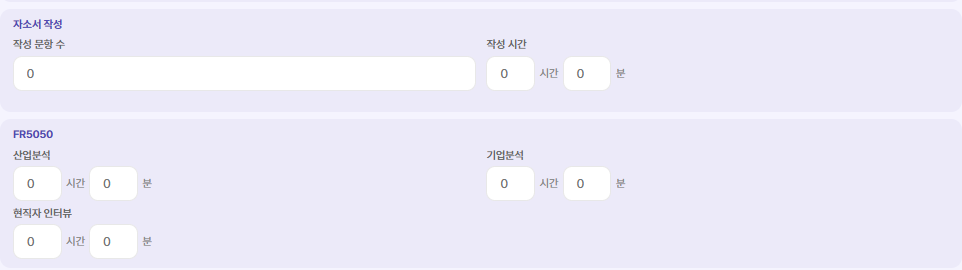 자소서 작성
작성 문항 수 작성 시간
0 0 시간 0 분
FR5050
산업분석 기업분석
0 시간 0 분 0 시간 0 분
현직자 인터뷰
0 시간 0 분